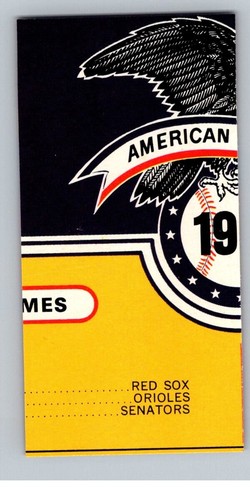 AMERICAN
19
MES
............................RED SOX
............................ORIOLES
............................SENATORS